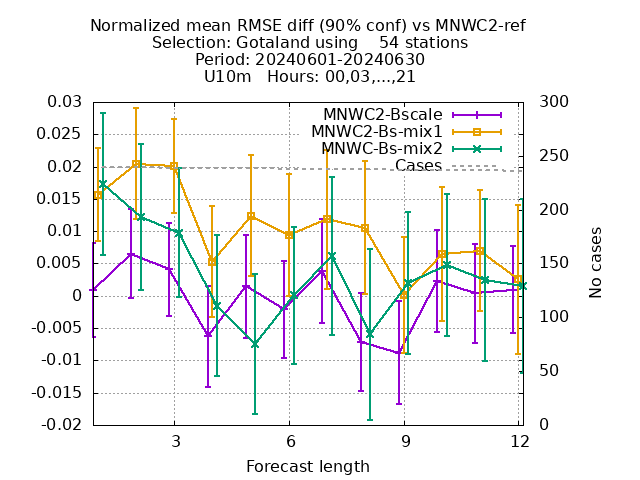 Normalized mean RMSE diff (90% conf) vs MNWC2-ref
Selection: Gotaland using    54 stations
Period: 20240601-20240630
U10m   Hours: 00,03,...,21
0.03
0.025
0.02
0.015
0.01
0.005
0
-0.005
-0.01
-0.015
-0.02
MNWC2-Bscale
MNWC2-Bs-mix1
MNWC-Bs-mix2
Cases
300
250
200
150
100
50
0
No cases
3 6 9 12
Forecast length